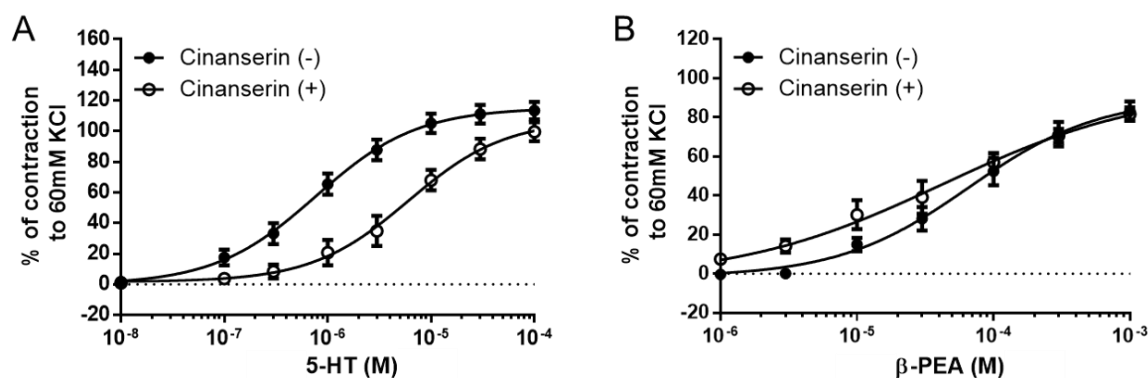 A
% of contraction
to 60mM KCl
160
140
120
100
80
60
40
20
0
-20
Cinanserin (-)
Cinanserin (+)
10-8
10-7
10-6
10-5
10-4
5-HT (M)
B
% of contraction
to 60mM KCl
120
100
80
60
40
20
0
-20
Cinanserin (-)
Cinanserin (+)
10-6
10-5
10-4
10-3
β-PEA (M)